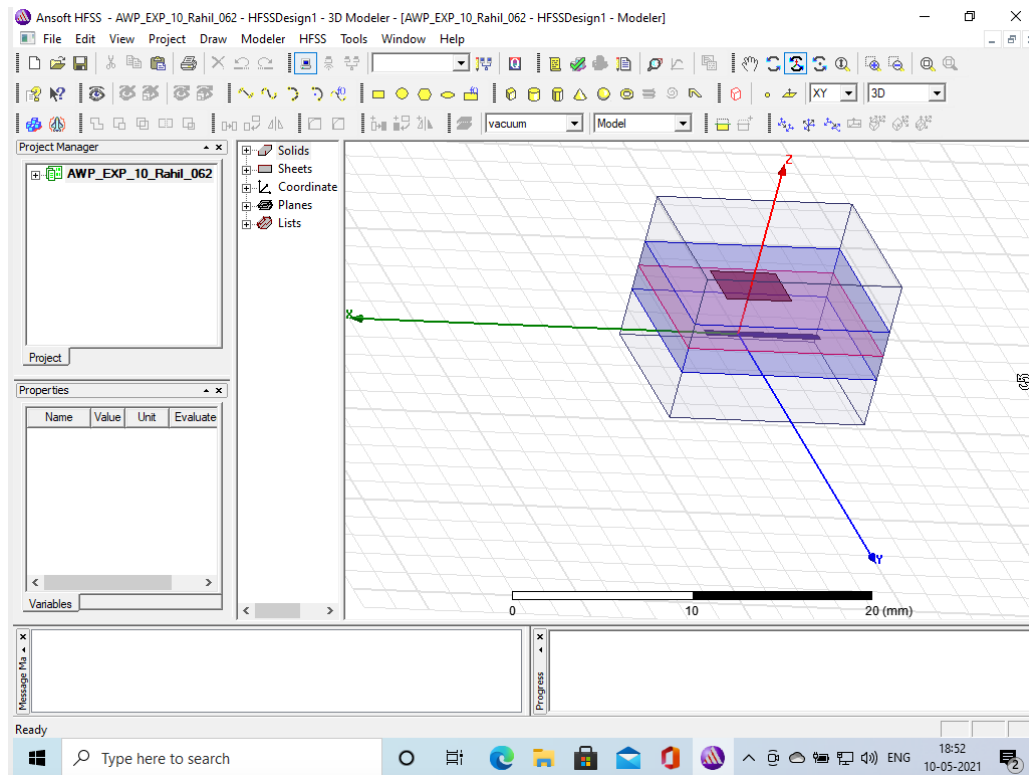 Ansoft HFSS - AWP_EXP_10_Rahil_062 - HFSSDesign1 - 3D Modeler - [AWP_EXP_10_Rahil_062 - HFSSDesign1 - Modeler]
File Edit View Project Draw Modeler HFSS Tools Window Help
XY 3D
vacuum Model
Project Manager
AWP_EXP_10_Rahil_062
Project
Solids
Sheets
Coordinate
Planes
Lists
Properties
Name Value Unit Evaluate
Variables
Z
X
Y
0 10 20 (mm)
Message Ma
Progress
Ready
Type here to search
ENG
18:52
10-05-2021
2